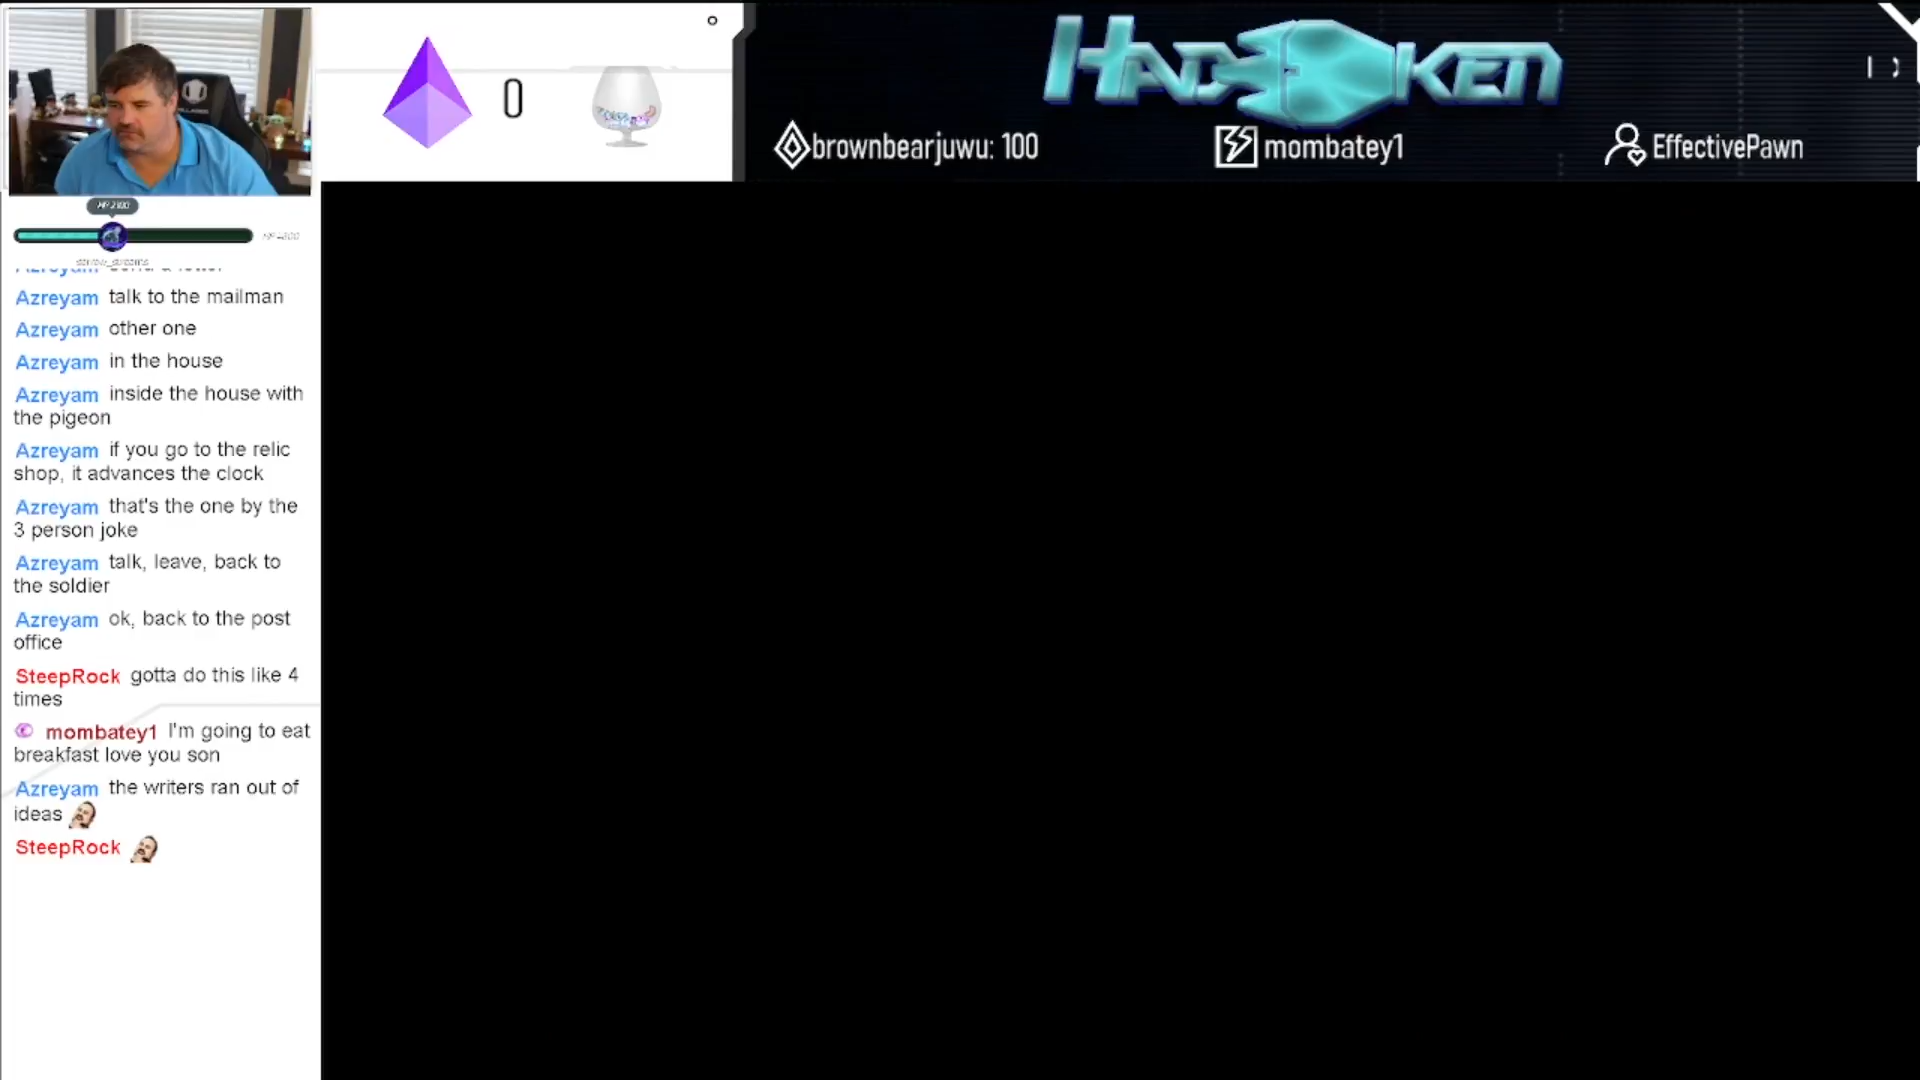 0
HADOKEN
brownbearjuwu: 100
mombatey1
EffectivePawn
Azreyam talk to the mailman
Azreyam other one
Azreyam in the house
Azreyam inside the house with
the pigeon
Azreyam if you go to the relic
shop, it advances the clock
Azreyam that's the one by the
3 person joke
Azreyam talk, leave, back to
the soldier
Azreyam ok, back to the post
office
SteepRock gotta do this like 4
times
mombatey1 I'm going to eat
breakfast love you son
Azreyam the writers ran out of
ideas
SteepRock